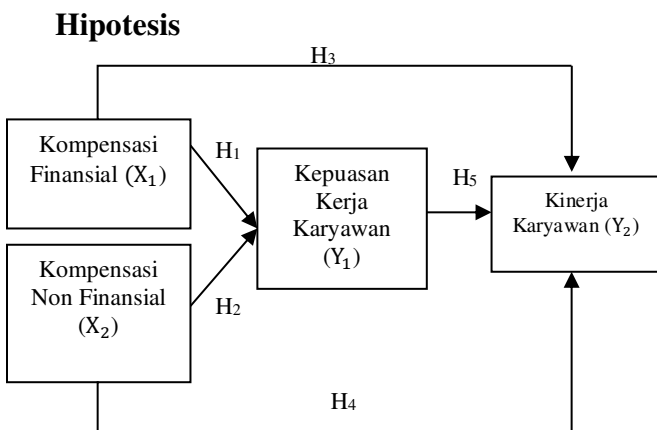 Hipotesis
H₃
Kompensasi
Finansial (X₁)
H₁
Kepuasan
Kerja
Karyawan
(Y₁)
H₅
Kinerja
Karyawan (Y₂)
Kompensasi
Non Finansial
(X₂)
H₂
H₄